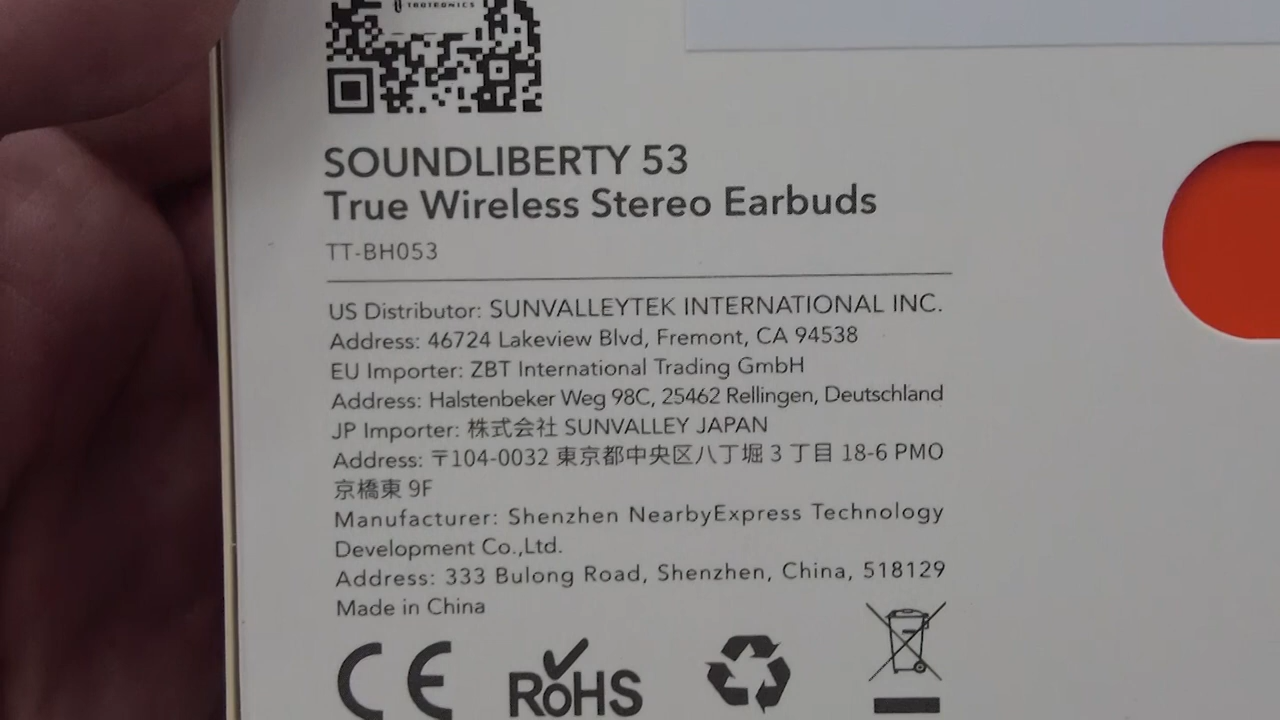 TAOTRONICS
SOUNDLIBERTY 53
True Wireless Stereo Earbuds
TT-BH053
US Distributor: SUNVALLEYTEK INTERNATIONAL INC.
Address: 46724 Lakeview Blvd, Fremont, CA 94538
EU Importer: ZBT International Trading GmbH
Address: Halstenbeker Weg 98C, 25462 Rellingen, Deutschland
JP Importer: 株式会社 SUNVALLEY JAPAN
Address: 〒104-0032 東京都中央区八丁堀 3 丁目 18-6 PMO
京橋東 9F
Manufacturer: Shenzhen NearbyExpress Technology
Development Co.,Ltd.
Address: 333 Bulong Road, Shenzhen, China, 518129
Made in China
CE RoHS